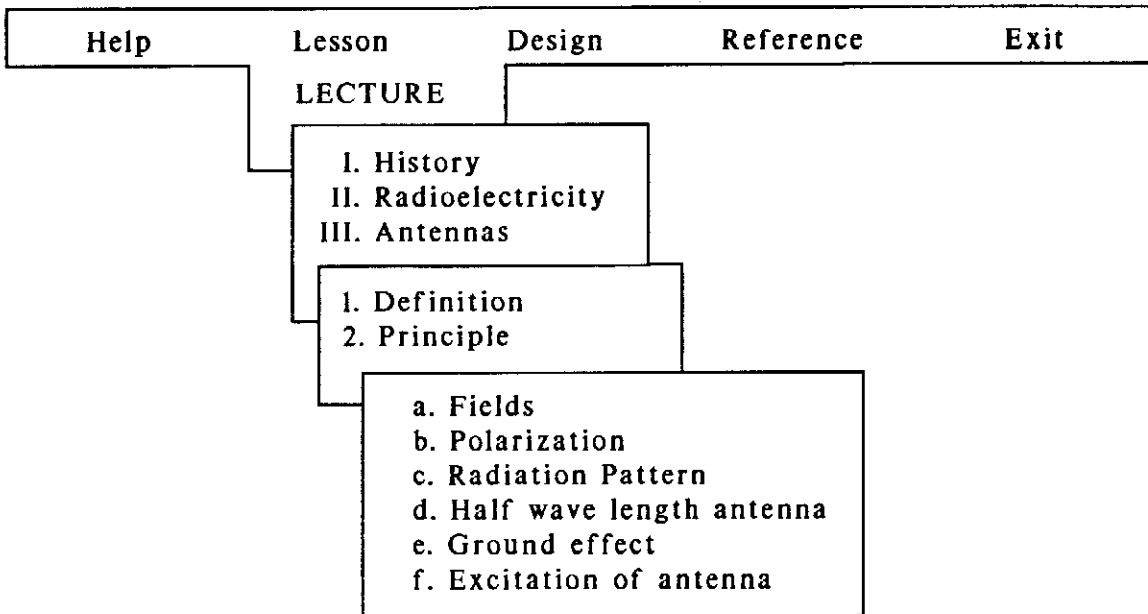 Help Lesson Design Reference Exit
LECTURE
I. History
II. Radioelectricity
III. Antennas
1. Definition
2. Principle
a. Fields
b. Polarization
c. Radiation Pattern
d. Half wave length antenna
e. Ground effect
f. Excitation of antenna